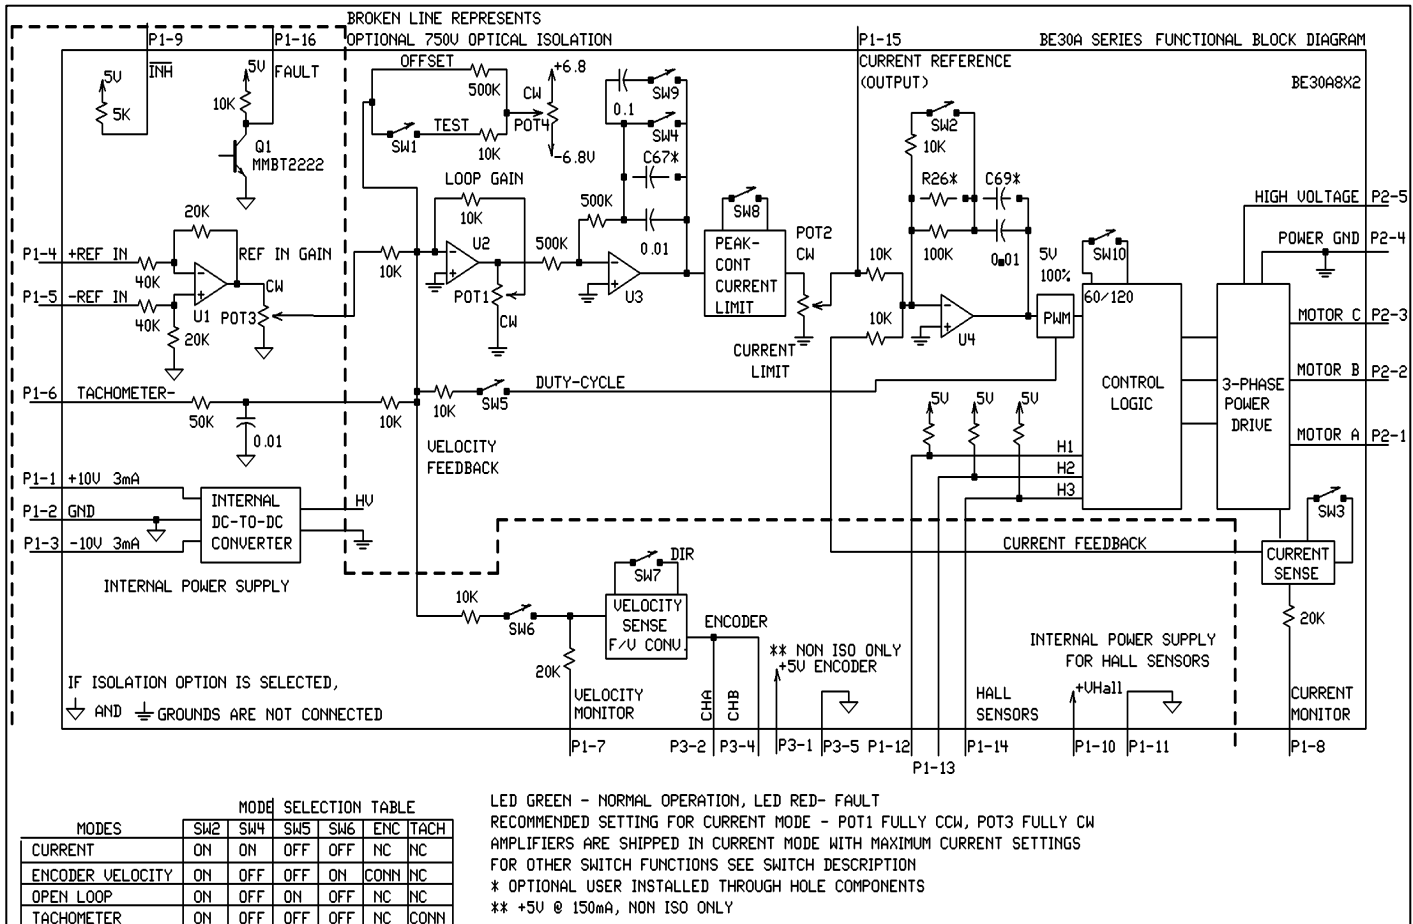 BROKEN LINE REPRESENTS
OPTIONAL 750V OPTICAL ISOLATION
BE30A SERIES FUNCTIONAL BLOCK DIAGRAM
BE30A8X2
P1-9
INH
5V
5K
P1-16
FAULT
5V
10K
Q1
MMBT2222
OFFSET
500K
+6.8
CW
POT4
-6.8V
SW1
TEST
10K
0.1
SW9
SW4
C67*
500K
0.01
P1-15
CURRENT REFERENCE
(OUTPUT)
SW2
10K
R26*
C69*
100K
0.01
HIGH VOLTAGE P2-5
POWER GND P2-4
MOTOR C P2-3
MOTOR B P2-2
MOTOR A P2-1
P1-4 +REF IN
40K
20K
P1-5 -REF IN
40K
20K
U1
REF IN GAIN
CW
POT3
10K
LOOP GAIN
10K
U2
POT1
CW
500K
U3
SW8
PEAK-
CONT
CURRENT
LIMIT
POT2
CW
CURRENT
LIMIT
10K
10K
U4
5V
100%
PWM
SW10
60/120
CONTROL
LOGIC
3-PHASE
POWER
DRIVE
P1-6 TACHOMETER-
50K
0.01
10K
10K
SW5
DUTY-CYCLE
VELOCITY
FEEDBACK
5V
5V
5V
H1
H2
H3
P1-1 +10V 3mA
P1-2 GND
P1-3 -10V 3mA
INTERNAL
DC-TO-DC
CONVERTER
HV
INTERNAL POWER SUPPLY
SW3
CURRENT FEEDBACK
CURRENT
SENSE
20K
SW7
DIR
10K
SW6
VELOCITY
SENSE
F/V CONV.
ENCODER
20K
VELOCITY
MONITOR
CHA
CHB
** NON ISO ONLY
+5V ENCODER
INTERNAL POWER SUPPLY
FOR HALL SENSORS
+VHall
HALL
SENSORS
CURRENT
MONITOR
IF ISOLATION OPTION IS SELECTED,
AND GROUNDS ARE NOT CONNECTED
P1-7
P3-2
P3-4
P3-1
P3-5
P1-12
P1-13
P1-14
P1-10
P1-11
P1-8
MODE SELECTION TABLE
MODES SW2 SW4 SW5 SW6 ENC TACH
CURRENT ON ON OFF OFF NC NC
ENCODER VELOCITY ON OFF OFF ON CONN NC
OPEN LOOP ON OFF ON OFF NC NC
TACHOMETER ON OFF OFF OFF NC CONN
LED GREEN - NORMAL OPERATION, LED RED- FAULT
RECOMMENDED SETTING FOR CURRENT MODE - POT1 FULLY CCW, POT3 FULLY CW
AMPLIFIERS ARE SHIPPED IN CURRENT MODE WITH MAXIMUM CURRENT SETTINGS
FOR OTHER SWITCH FUNCTIONS SEE SWITCH DESCRIPTION
* OPTIONAL USER INSTALLED THROUGH HOLE COMPONENTS
** +5V @ 150mA, NON ISO ONLY